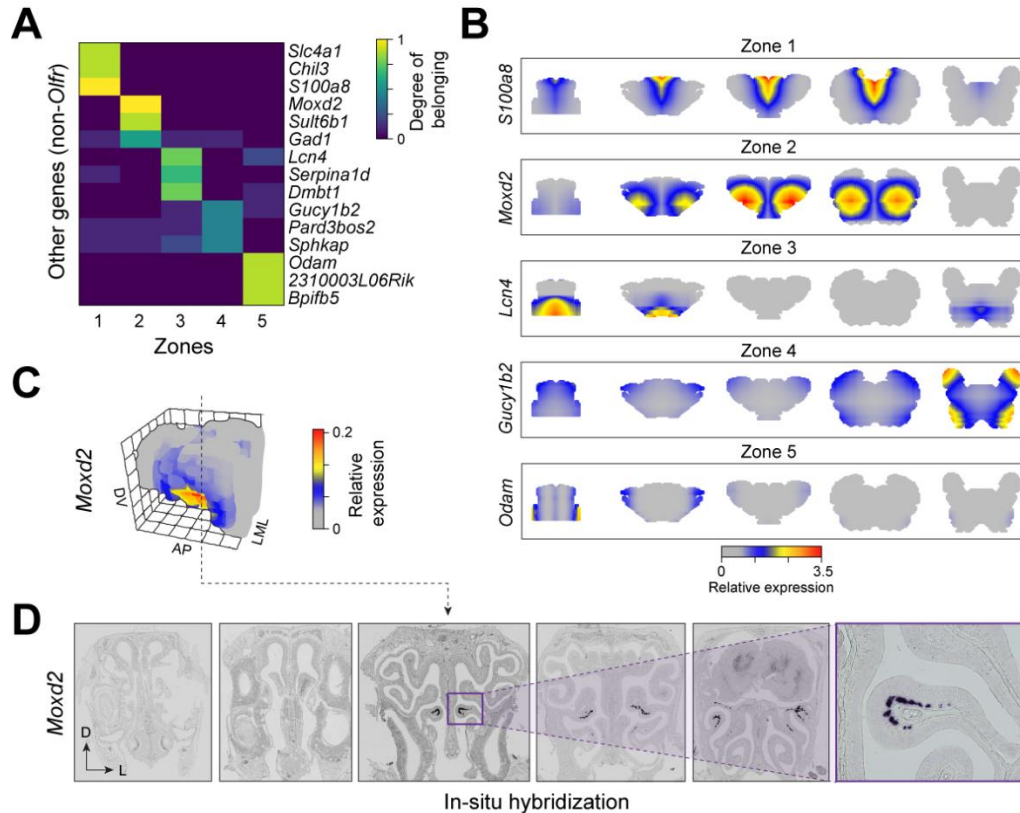 A
Other genes (non-Olfr)
Slc4a1
Chil3
S100a8
Moxd2
Sult6b1
Gad1
Lcn4
Serpina1d
Dmbt1
Gucy1b2
Pard3bos2
Sphkap
Odam
2310003L06Rik
Bpifb5
1 2 3 4 5
Zones
1
0
Degree of
belonging
B
Zone 1
S100a8
Zone 2
Moxd2
Zone 3
Lcn4
Zone 4
Gucy1b2
Zone 5
Odam
0 3.5
Relative expression
C
Moxd2
DV
AP
LML
0.2
0
Relative
expression
D
Moxd2
D
L
In-situ hybridization